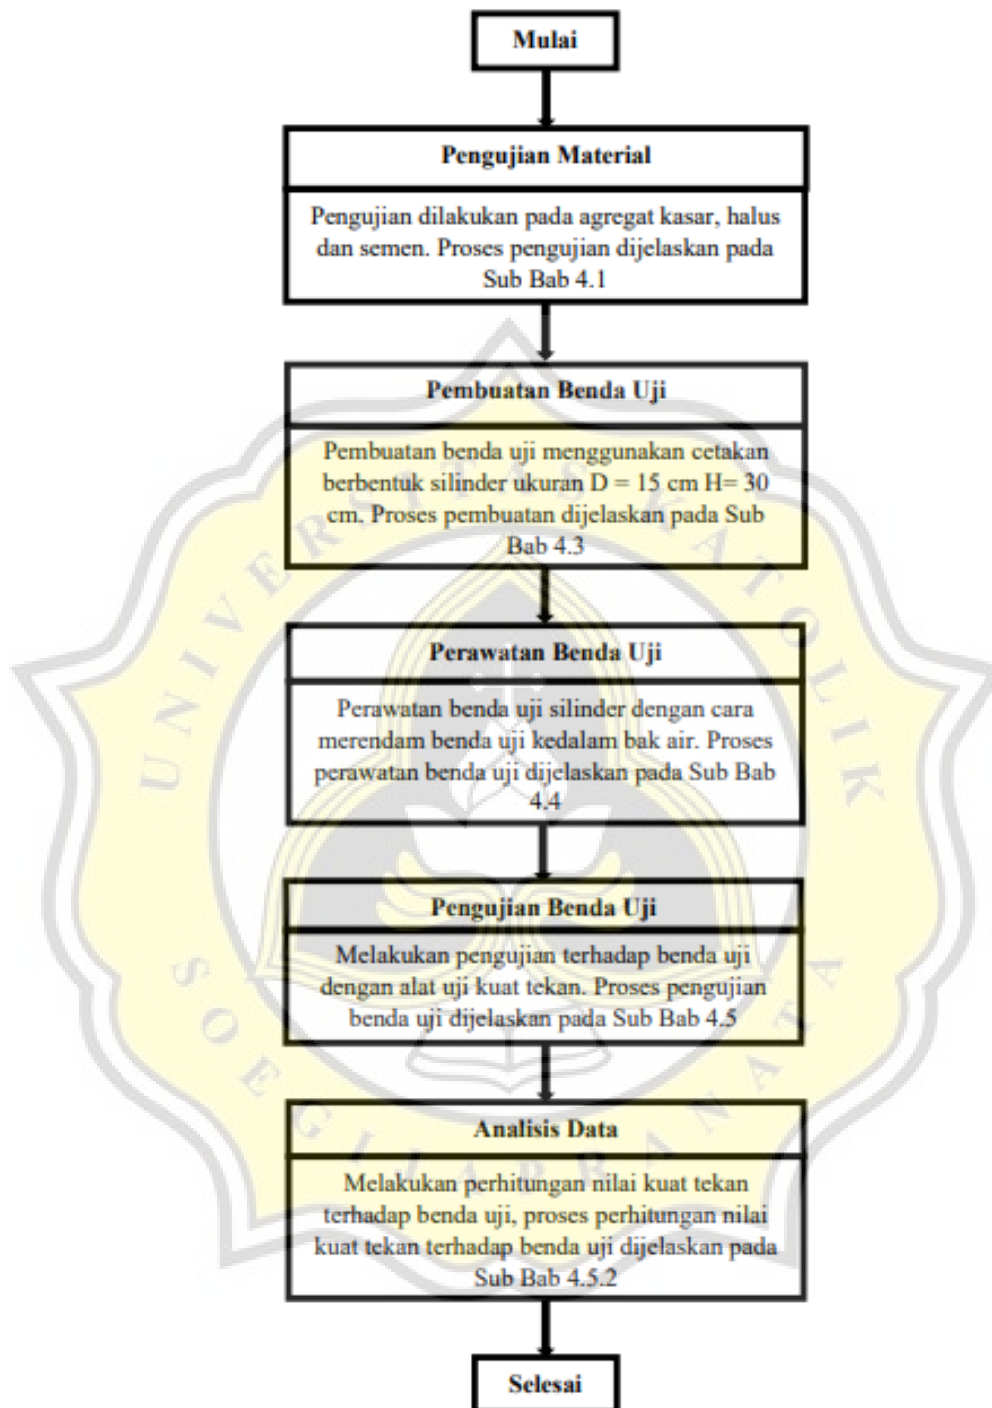 Mulai
Pengujian Material
Pengujian dilakukan pada agregat kasar, halus
dan semen. Proses pengujian dijelaskan pada
Sub Bab 4.1
Pembuatan Benda Uji
Pembuatan benda uji menggunakan cetakan
berbentuk silinder ukuran D = 15 cm H= 30
cm. Proses pembuatan dijelaskan pada Sub
Bab 4.3
Perawatan Benda Uji
Perawatan benda uji silinder dengan cara
merendam benda uji kedalam bak air. Proses
perawatan benda uji dijelaskan pada Sub Bab
4.4
Pengujian Benda Uji
Melakukan pengujian terhadap benda uji
dengan alat uji kuat tekan. Proses pengujian
benda uji dijelaskan pada Sub Bab 4.5
Analisis Data
Melakukan perhitungan nilai kuat tekan
terhadap benda uji, proses perhitungan nilai
kuat tekan terhadap benda uji dijelaskan pada
Sub Bab 4.5.2
Selesai
UNIVERSITAS KATOLIK
SOEGIJAPRANATA